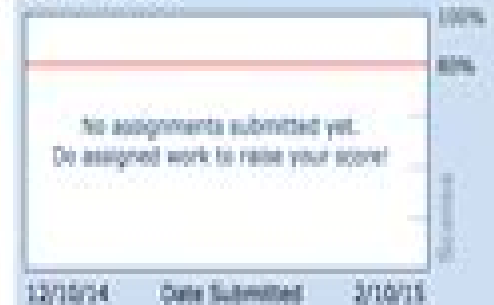 100%
80%
No assignments submitted yet.
Do assigned work to raise your score!
12/10/14 Date Submitted 2/10/15